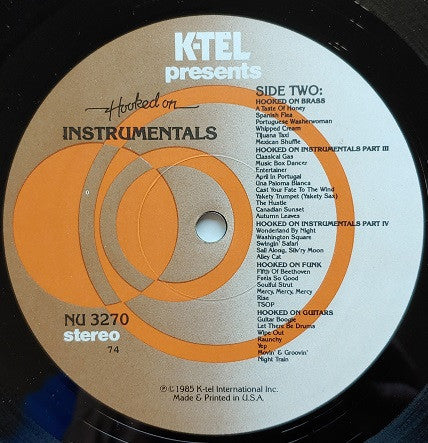 K-TEL
presents
Hooked on
INSTRUMENTALS
SIDE TWO:
HOOKED ON BRASS
A Taste Of Honey
Spanish Flea
Portuguese Washerwoman
Whipped Cream
Tijuana Taxi
Mexican Shuffle
HOOKED ON INSTRUMENTALS PART III
Classical Gas
Music Box Dancer
Entertainer
April In Portugal
Una Paloma Blanca
Cast Your Fate To The Wind
Yakety Trumpet (Yakety Sax)
The Hustle
Canadian Sunset
Autumn Leaves
HOOKED ON INSTRUMENTALS PART IV
Wonderland By Night
Washington Square
Swingin' Safari
Sail Along, Silv'ry Moon
Alley Cat
HOOKED ON FUNK
Fifth Of Beethoven
Feels So Good
Soulful Strut
Mercy, Mercy, Mercy
Rise
TSOP
HOOKED ON GUITARS
Guitar Boogie
Let There Be Drums
Wipe Out
Raunchy
Yep
Movin' & Groovin'
Night Train
NU 3270
stereo
74
℗©1985 K-tel International Inc.
Made & Printed in U.S.A.